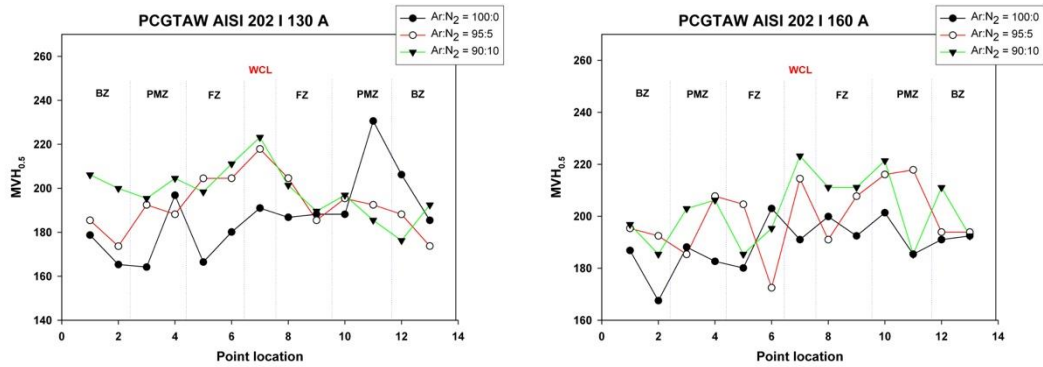 PCGTAW AISI 202 I 130 A
Ar:N₂ = 100:0
Ar:N₂ = 95:5
Ar:N₂ = 90:10
WCL
BZ PMZ FZ FZ PMZ BZ
MVH₀.₅
260
240
220
200
180
160
140
0 2 4 6 8 10 12 14
Point location
PCGTAW AISI 202 I 160 A
Ar:N₂ = 100:0
Ar:N₂ = 95:5
Ar:N₂ = 90:10
WCL
BZ PMZ FZ FZ PMZ BZ
MVH₀.₅
260
240
220
200
180
160
0 2 4 6 8 10 12 14
Point location